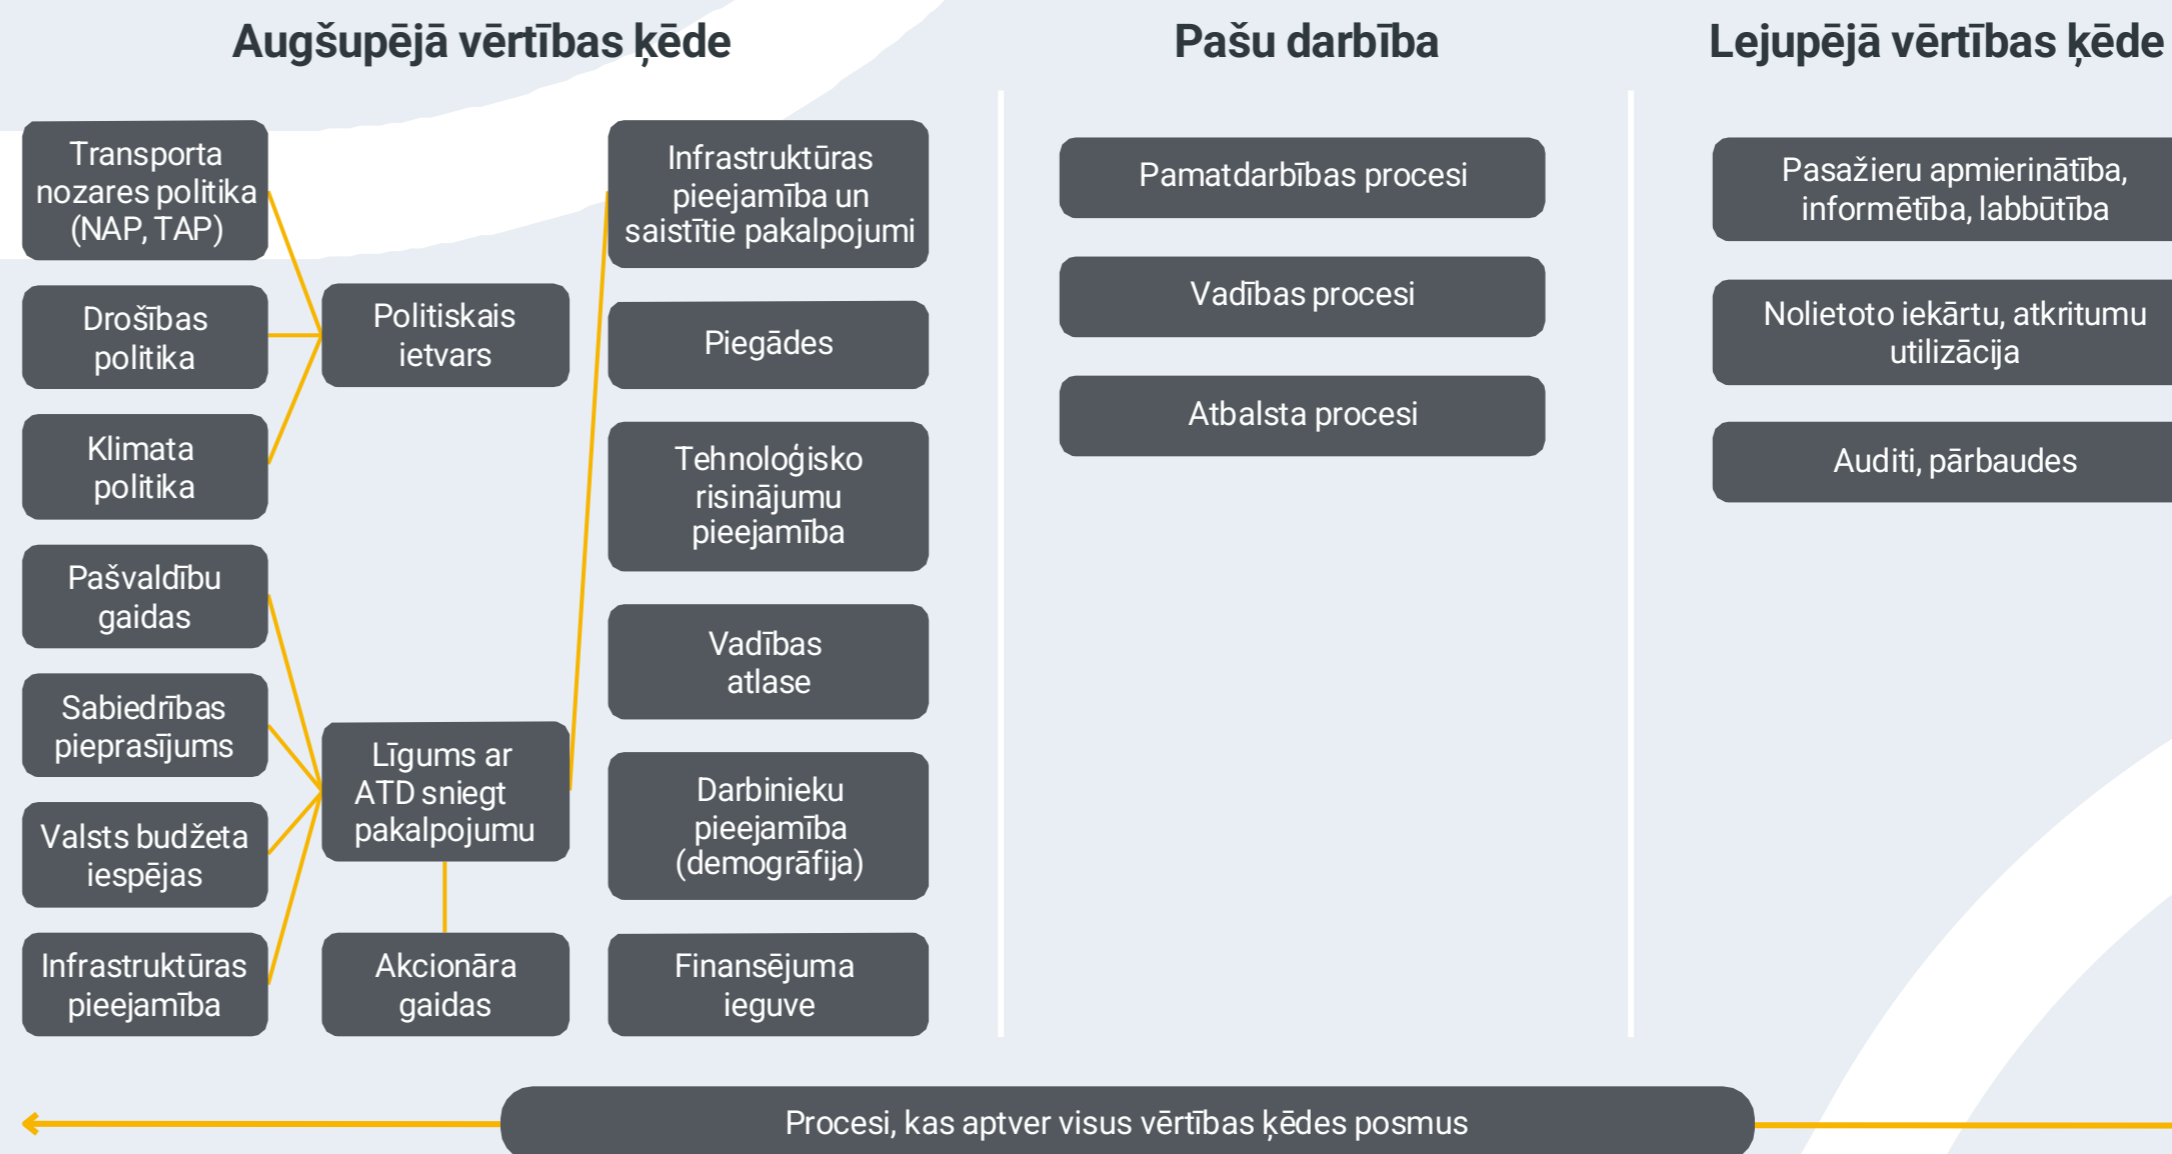 Augšupējā vērtības ķēde
Transporta
nozares politika
(NAP, TAP)
Drošības
politika
Klimata
politika
Pašvaldību
gaidas
Sabiedrības
pieprasījums
Valsts budžeta
iespējas
Infrastruktūras
pieejamība
Politiskais
ietvars
Līgums ar
ATD sniegt
pakalpojumu
Akcionāra
gaidas
Infrastruktūras
pieejamība un
saistītie pakalpojumi
Piegādes
Tehnoloģisko
risinājumu
pieejamība
Vadības
atlase
Darbinieku
pieejamība
(demogrāfija)
Finansējuma
ieguve
Pašu darbība
Pamatdarbības procesi
Vadības procesi
Atbalsta procesi
Lejupējā vērtības ķēde
Pasažieru apmierinātība,
informētība, labbūtība
Nolietoto iekārtu, atkritumu
utilizācija
Auditi, pārbaudes
Procesi, kas aptver visus vērtības ķēdes posmus